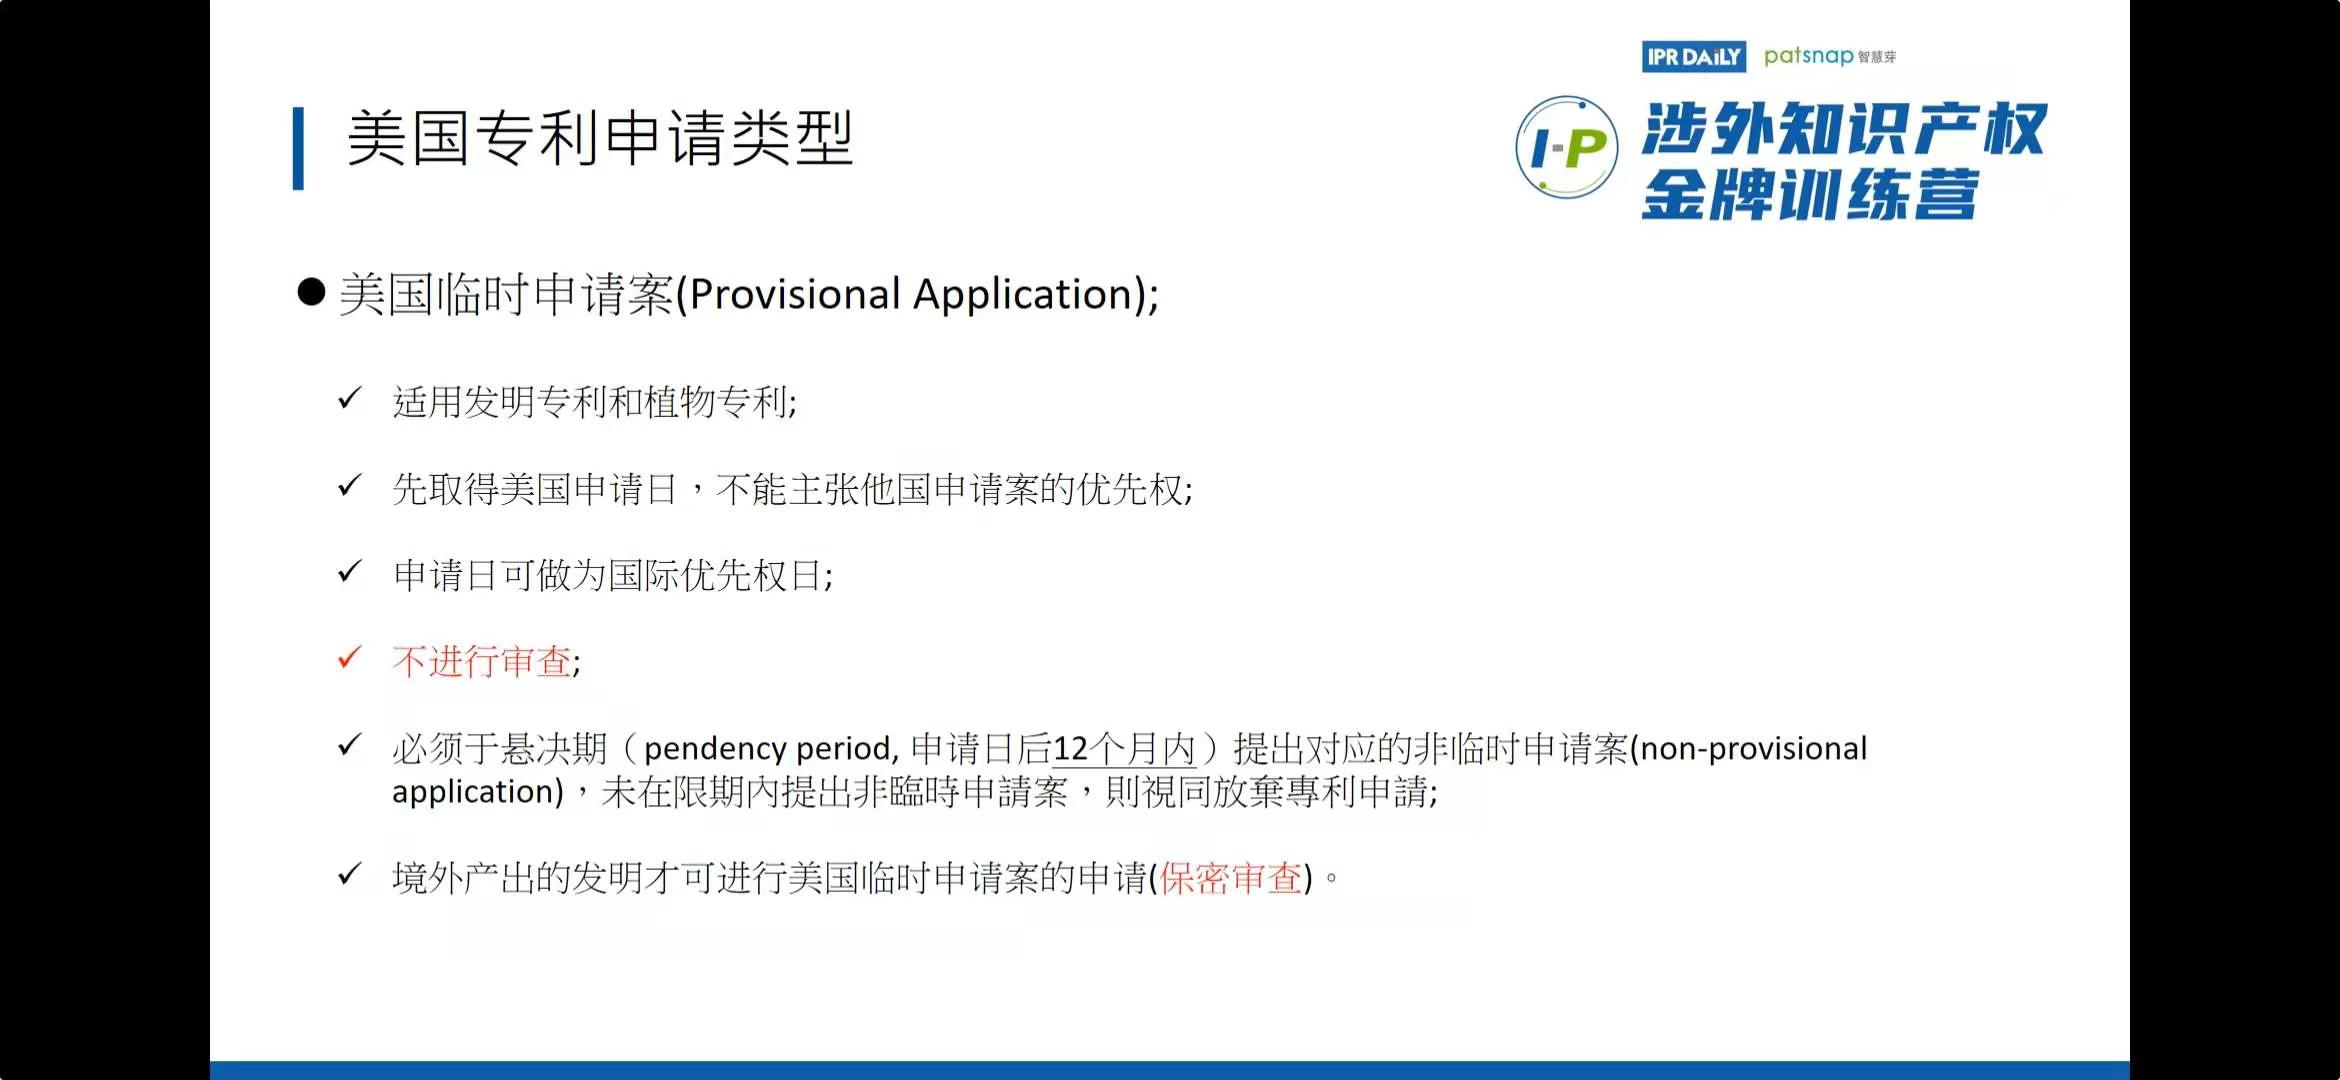 IPR DAiLY patsnap 智慧芽
I-P
涉外知识产权
金牌训练营
美国专利申请类型
● 美国临时申请案(Provisional Application);
✓ 适用发明专利和植物专利;
✓ 先取得美国申请日，不能主张他国申请案的优先权;
✓ 申请日可做为国际优先权日;
✓ 不进行审查;
✓ 必须于悬决期（pendency period, 申请日后12个月内）提出对应的非临时申请案(non-provisional
application)，未在限期內提出非臨時申請案，則視同放棄專利申請;
✓ 境外产出的发明才可进行美国临时申请案的申请(保密审查)。